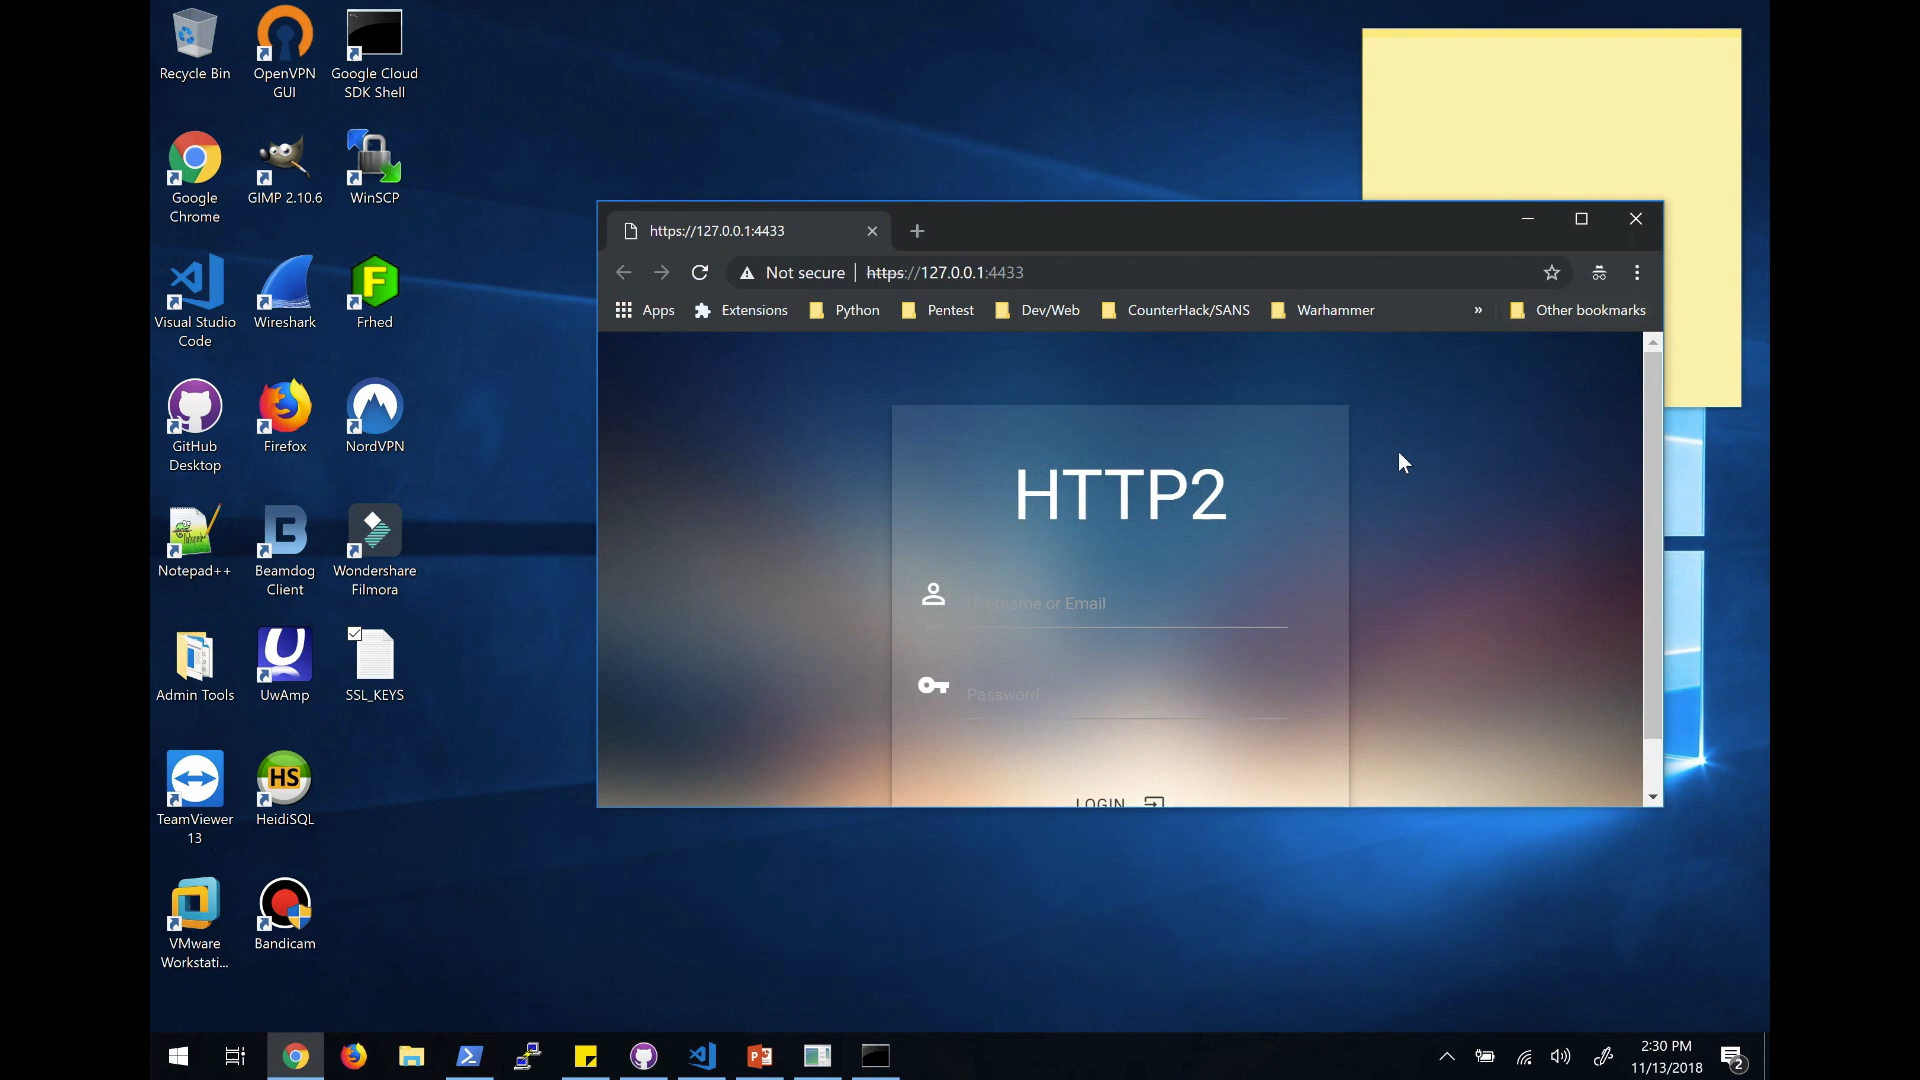 Recycle Bin
OpenVPN
GUI
Google Cloud
SDK Shell
Google
Chrome
GIMP 2.10.6
WinSCP
Visual Studio
Code
Wireshark
Frhed
GitHub
Desktop
Firefox
NordVPN
Notepad++
Beamdog
Client
Wondershare
Filmora
Admin Tools
UwAmp
SSL_KEYS
TeamViewer
13
HeidiSQL
VMware
Workstati...
Bandicam
https://127.0.0.1:4433
Not secure | https://127.0.0.1:4433
Apps Extensions Python Pentest Dev/Web CounterHack/SANS Warhammer » Other bookmarks
HTTP2
Username or Email
Password
LOGIN
2:30 PM
11/13/2018
2